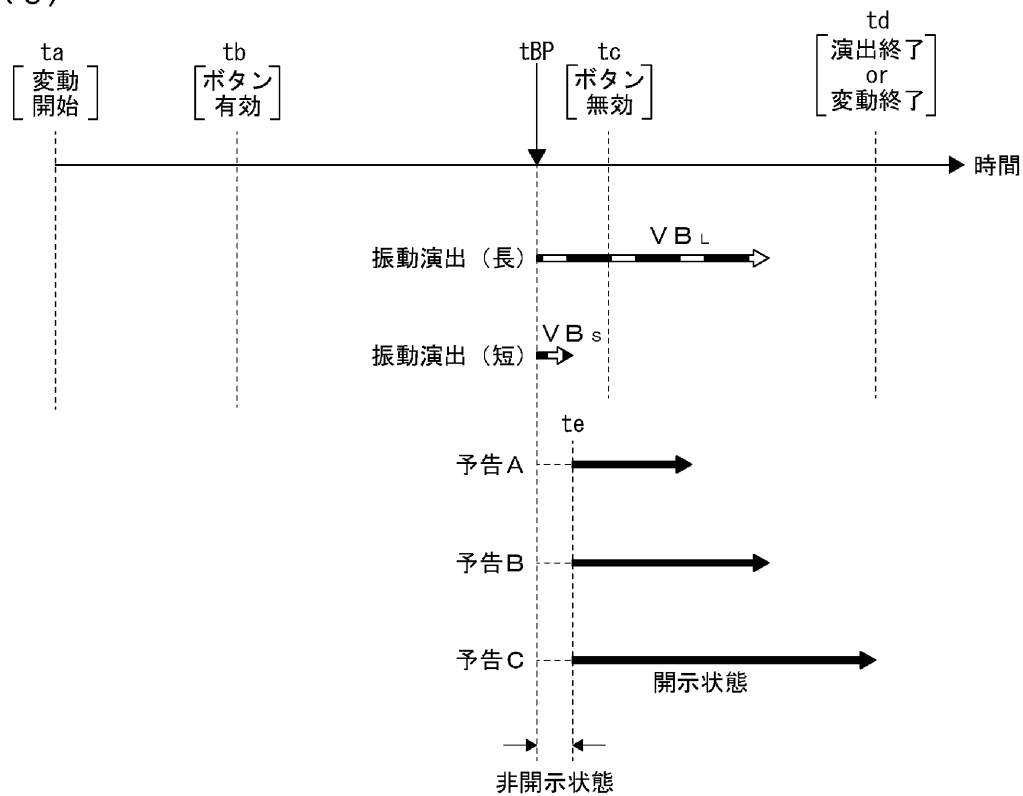 ta
変動
開始
tb
ボタン
有効
tBP
tc
ボタン
無効
td
演出終了
or
変動終了
時間
振動演出（長）
ＶＢL
振動演出（短）
ＶＢs
te
予告Ａ
予告Ｂ
予告Ｃ
開示状態
非開示状態